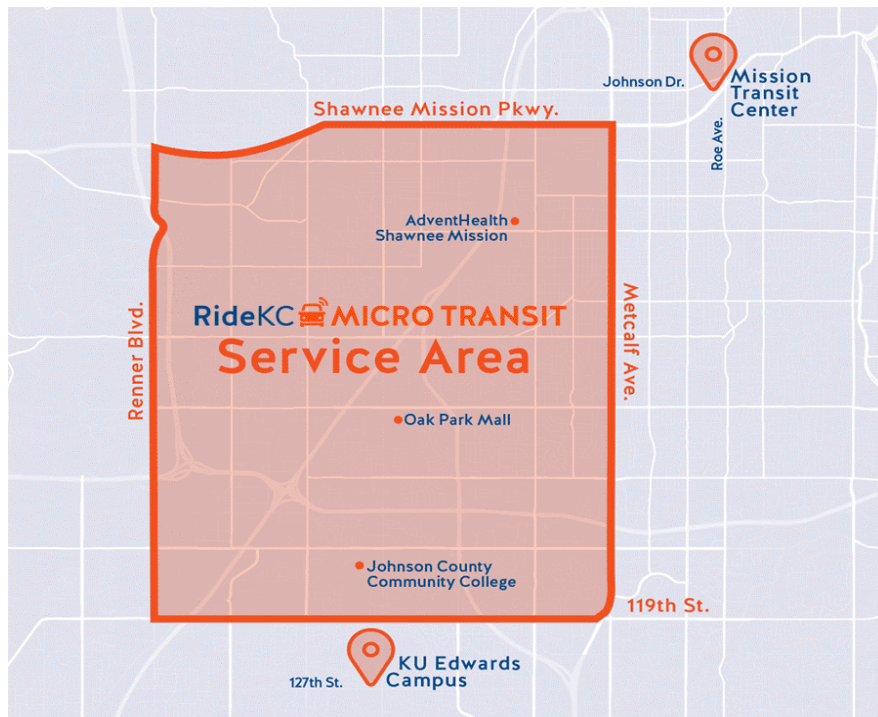 Johnson Dr.
Mission
Transit
Center
Roe Ave.
Shawnee Mission Pkwy.
AdventHealth
Shawnee Mission
RideKC MICRO TRANSIT
Service Area
Renner Blvd.
Metcalf Ave.
Oak Park Mall
Johnson County
Community College
119th St.
127th St.
KU Edwards
Campus